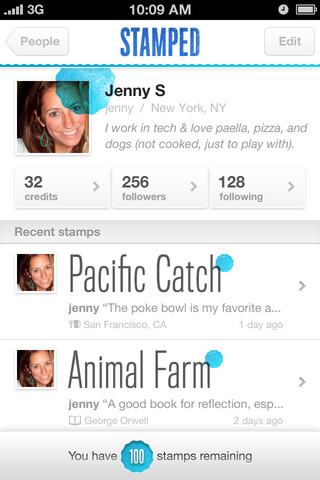 3G 10:09 AM
People STAMPED Edit
Jenny S
jenny / New York, NY
I work in tech & love paella, pizza, and
dogs (not cooked, just to play with).
32 256 128
credits followers following
Recent stamps
Pacific Catch
jenny “The poke bowl is my favorite a...
San Francisco, CA 1 day ago
Animal Farm
jenny “A good book for reflection, esp...
George Orwell 2 days ago
You have 100 stamps remaining